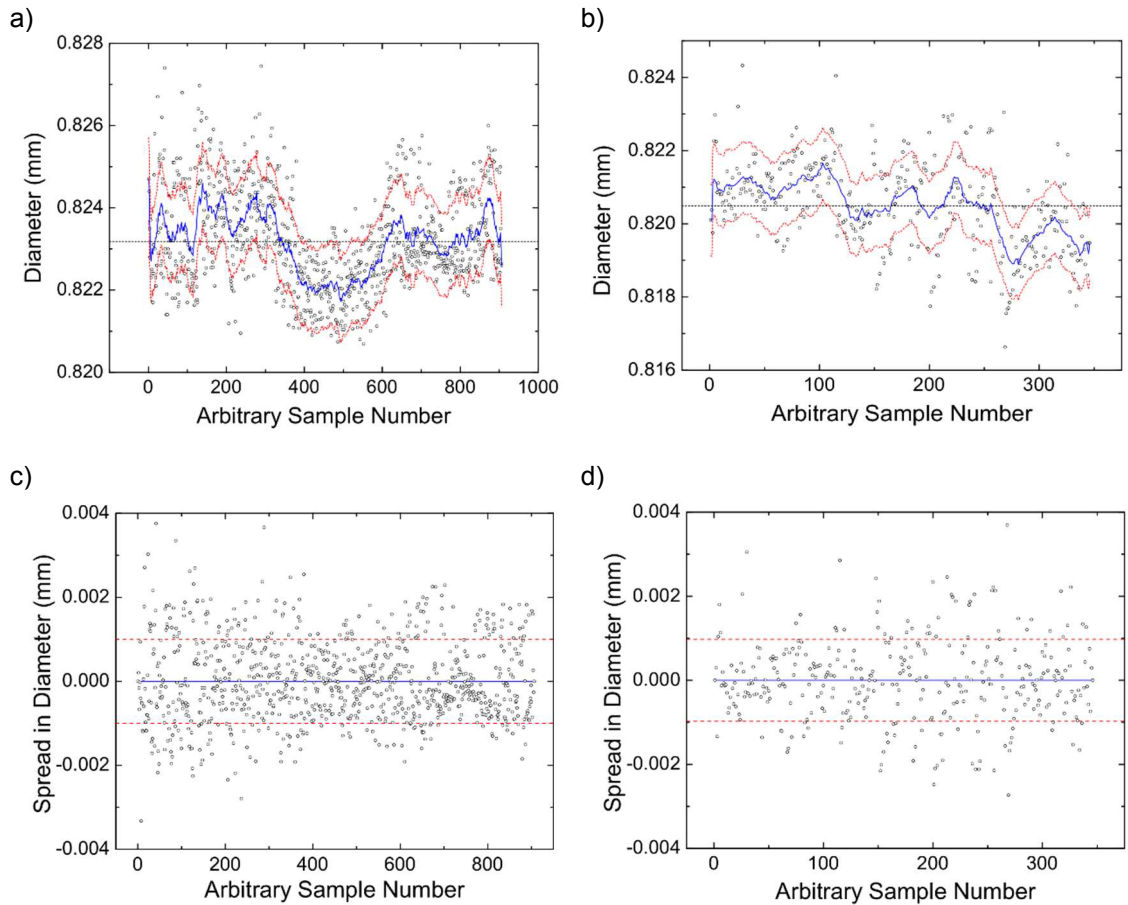 a)
0.828
0.826
0.824
0.822
0.820
Diameter (mm)
0 200 400 600 800 1000
Arbitrary Sample Number
b)
0.824
0.822
0.820
0.818
0.816
Diameter (mm)
0 100 200 300
Arbitrary Sample Number
c)
0.004
0.002
0.000
-0.002
-0.004
Spread in Diameter (mm)
0 200 400 600 800
Arbitrary Sample Number
d)
0.004
0.002
0.000
-0.002
-0.004
Spread in Diameter (mm)
0 100 200 300
Arbitrary Sample Number